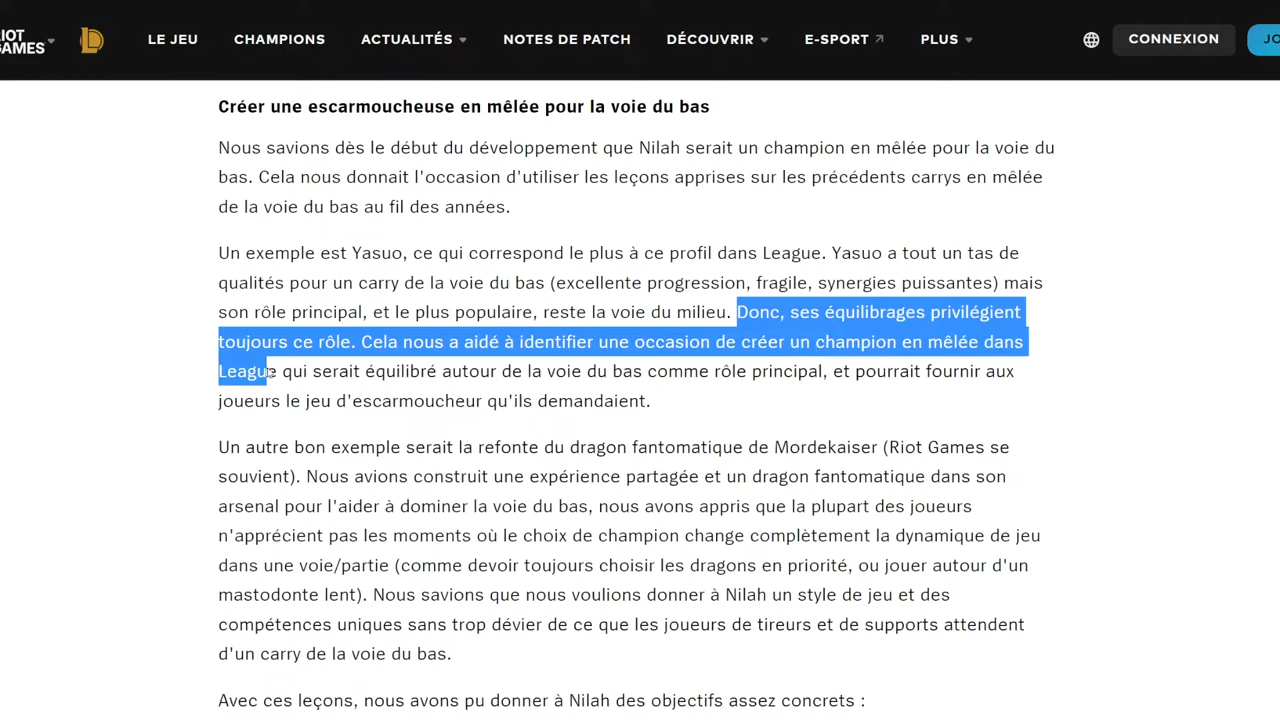 RIOT
GAMES
LE JEU CHAMPIONS ACTUALITÉS NOTES DE PATCH DÉCOUVRIR E-SPORT PLUS CONNEXION JO
Créer une escarmoucheuse en mêlée pour la voie du bas
Nous savions dès le début du développement que Nilah serait un champion en mêlée pour la voie du
bas. Cela nous donnait l'occasion d'utiliser les leçons apprises sur les précédents carrys en mêlée
de la voie du bas au fil des années.
Un exemple est Yasuo, ce qui correspond le plus à ce profil dans League. Yasuo a tout un tas de
qualités pour un carry de la voie du bas (excellente progression, fragile, synergies puissantes) mais
son rôle principal, et le plus populaire, reste la voie du milieu. Donc, ses équilibrages privilégient
toujours ce rôle. Cela nous a aidé à identifier une occasion de créer un champion en mêlée dans
League qui serait équilibré autour de la voie du bas comme rôle principal, et pourrait fournir aux
joueurs le jeu d'escarmoucheur qu'ils demandaient.
Un autre bon exemple serait la refonte du dragon fantomatique de Mordekaiser (Riot Games se
souvient). Nous avions construit une expérience partagée et un dragon fantomatique dans son
arsenal pour l'aider à dominer la voie du bas, nous avons appris que la plupart des joueurs
n'apprécient pas les moments où le choix de champion change complètement la dynamique de jeu
dans une voie/partie (comme devoir toujours choisir les dragons en priorité, ou jouer autour d'un
mastodonte lent). Nous savions que nous voulions donner à Nilah un style de jeu et des
compétences uniques sans trop dévier de ce que les joueurs de tireurs et de supports attendent
d'un carry de la voie du bas.
Avec ces leçons, nous avons pu donner à Nilah des objectifs assez concrets :